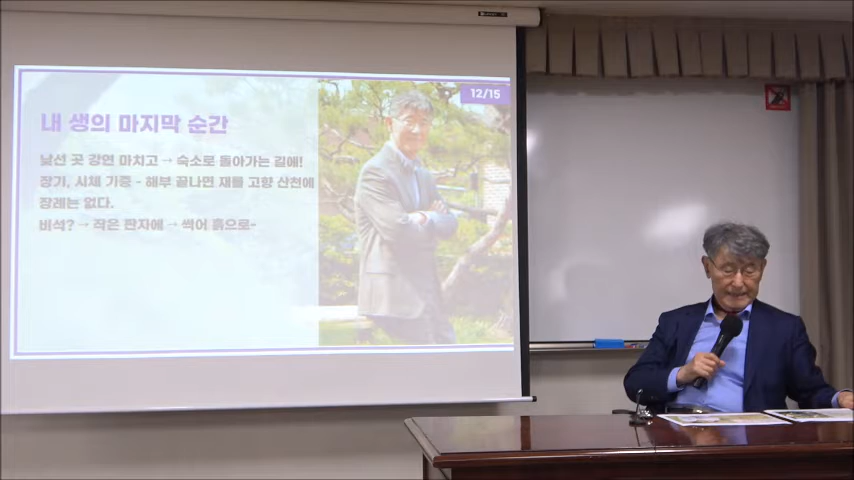 12/15
내 생의 마지막 순간
낯선 곳 강연 마치고 → 숙소로 돌아가는 길에!
장기, 시체 기증 - 해부 끝나면 재를 고향 산천에
장례는 없다.
비석? → 작은 판자에 → 썩어 흙으로-